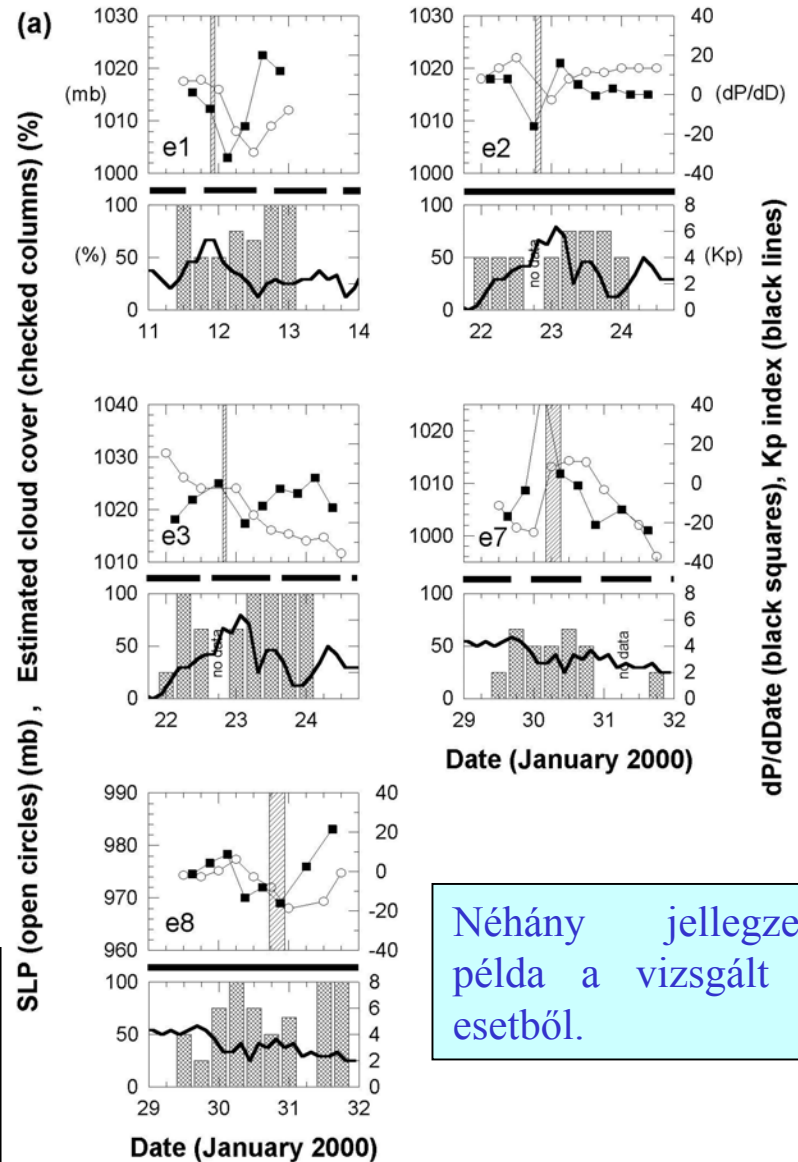 (a)
SLP (open circles) (mb) , Estimated cloud cover (checked columns) (%)
dP/dDate (black squares), Kp index (black lines)
1030
1020
(mb)
1010
1000
e1
100
(%)
50
0
11 12 13 14
1030
1020
1010
1000
e2
40
20
0
(dP/dD)
-20
-40
100
50
0
no data
8
6
4
(Kp)
2
0
22 23 24
1040
1030
1020
1010
e3
100
50
0
no data
22 23 24
1020
1010
1000
e7
40
20
0
-20
-40
100
50
0
no data
8
6
4
2
0
29 30 31 32
Date (January 2000)
990
980
970
960
e8
40
20
0
-20
-40
100
50
0
8
6
4
2
0
29 30 31 32
Date (January 2000)
Néhány
példa a vizsgált
esetből.